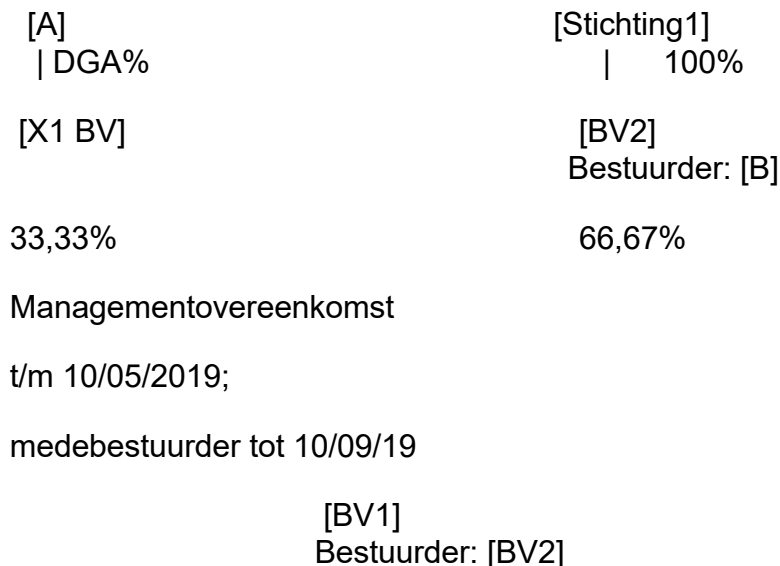 [A] [Stichting1]
| DGA% | 100%
[X1 BV] [BV2]
Bestuurder: [B]
33,33% 66,67%
Managementovereenkomst
t/m 10/05/2019;
medebestuurder tot 10/09/19
[BV1]
Bestuurder: [BV2]